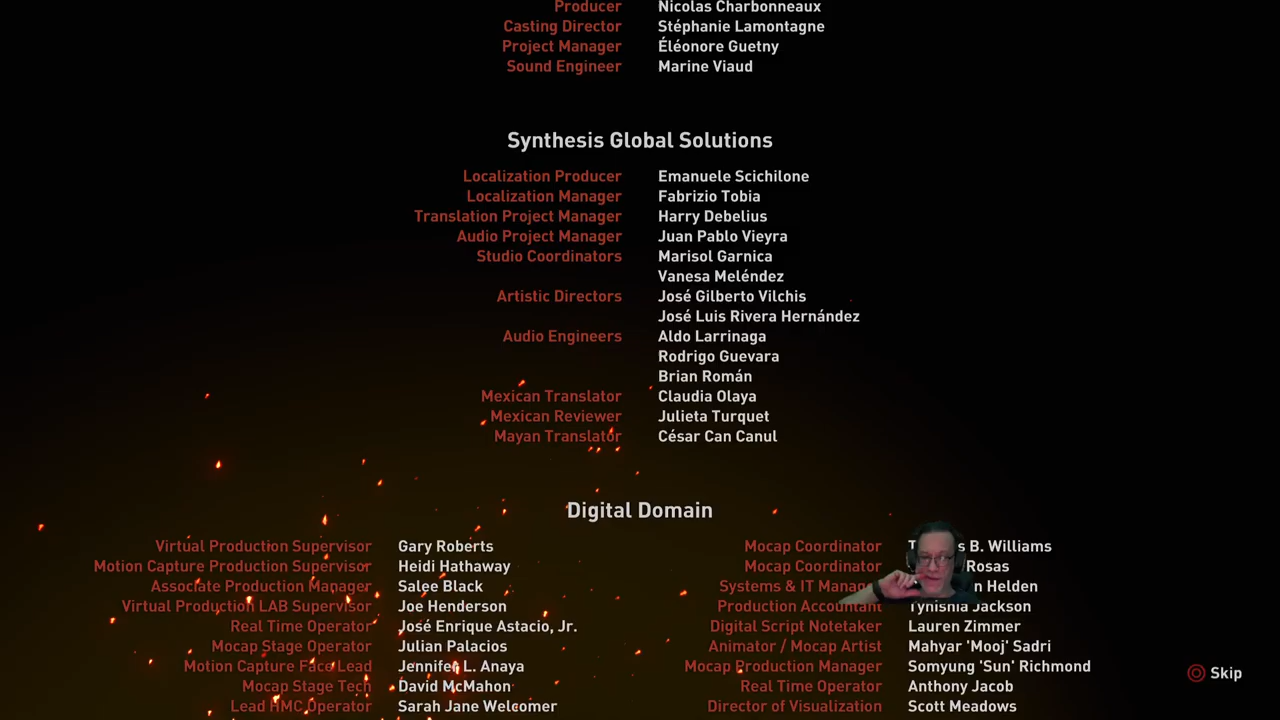 Producer Nicolas Charbonneaux
Casting Director Stéphanie Lamontagne
Project Manager Éléonore Guetny
Sound Engineer Marine Viaud
Synthesis Global Solutions
Localization Producer Emanuele Scichilone
Localization Manager Fabrizio Tobia
Translation Project Manager Harry Debelius
Audio Project Manager Juan Pablo Vieyra
Studio Coordinators Marisol Garnica
Vanesa Meléndez
Artistic Directors José Gilberto Vilchis
José Luis Rivera Hernández
Audio Engineers Aldo Larrinaga
Rodrigo Guevara
Brian Román
Mexican Translator Claudia Olaya
Mexican Reviewer Julieta Turquet
Mayan Translator César Can Canul
Digital Domain
Virtual Production Supervisor Gary Roberts
Motion Capture Production Supervisor Heidi Hathaway
Associate Production Manager Salee Black
Virtual Production LAB Supervisor Joe Henderson
Real Time Operator José Enrique Astacio, Jr.
Mocap Stage Operator Julian Palacios
Motion Capture Face Lead Jennifer L. Anaya
Mocap Stage Tech David McMahon
Lead HMC Operator Sarah Jane Welcomer
Mocap Coordinator B. Williams
Mocap Coordinator Rosas
Systems & IT Helden
Production Accountant Tynishia Jackson
Digital Script Notetaker Lauren Zimmer
Animator / Mocap Artist Mahyar 'Mooj' Sadri
Mocap Production Manager Somyung 'Sun' Richmond
Real Time Operator Anthony Jacob
Director of Visualization Scott Meadows
Skip